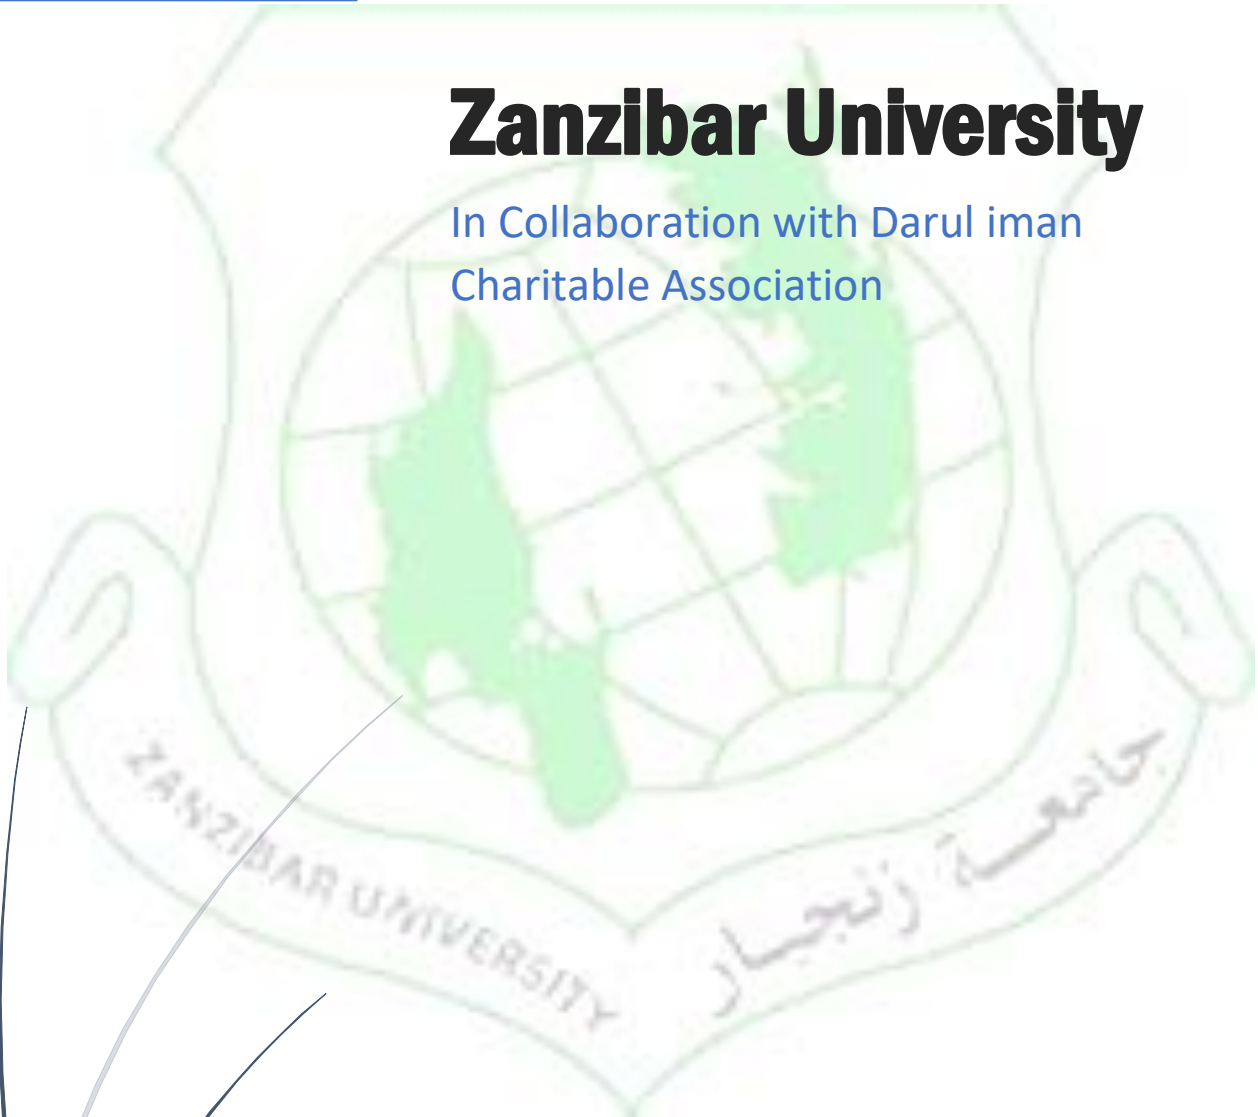 Zanzibar University
In Collaboration with Darul iman
Charitable Association
ZANZIBAR UNIVERSITY
جامعة زنجبار